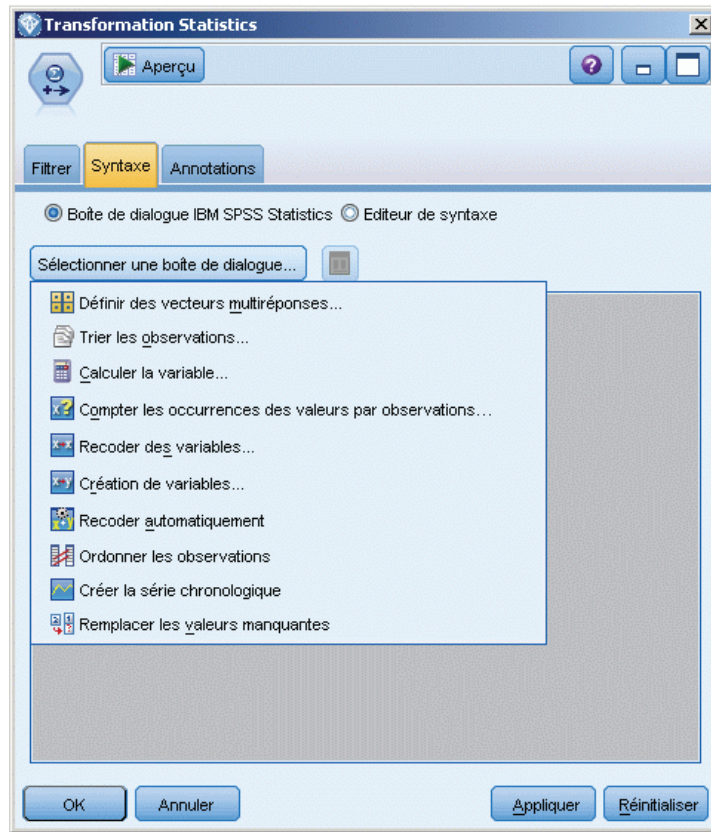 Transformation Statistics
Aperçu
Filtrer Syntaxe Annotations
Boîte de dialogue IBM SPSS Statistics Editeur de syntaxe
Sélectionner une boîte de dialogue...
Définir des vecteurs multiréponses...
Trier les observations...
Calculer la variable...
Compter les occurrences des valeurs par observations...
Recoder des variables...
Création de variables...
Recoder automatiquement
Ordonner les observations
Créer la série chronologique
Remplacer les valeurs manquantes
OK Annuler Appliquer Réinitialiser